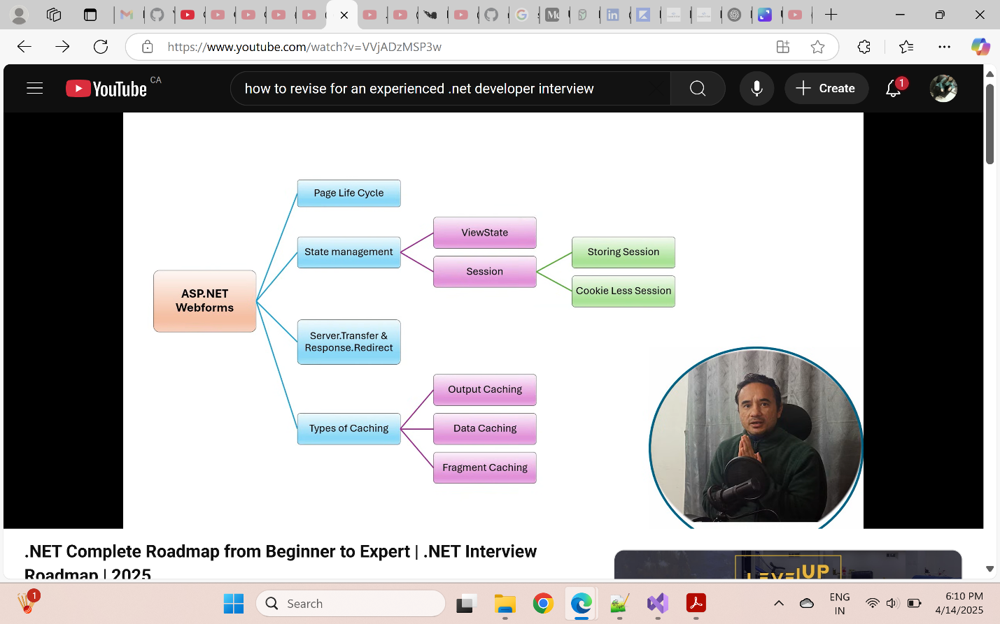 https://www.youtube.com/watch?v=VVjADzMSP3w
YouTube CA
how to revise for an experienced .net developer interview
Create
1
Page Life Cycle
ViewState
State management
Storing Session
Session
Cookie Less Session
ASP.NET
Webforms
Server.Transfer &
Response.Redirect
Output Caching
Types of Caching
Data Caching
Fragment Caching
.NET Complete Roadmap from Beginner to Expert | .NET Interview
Roadmap | 2025
LEVELUP
1
Search
ENG
IN
6:10 PM
4/14/2025